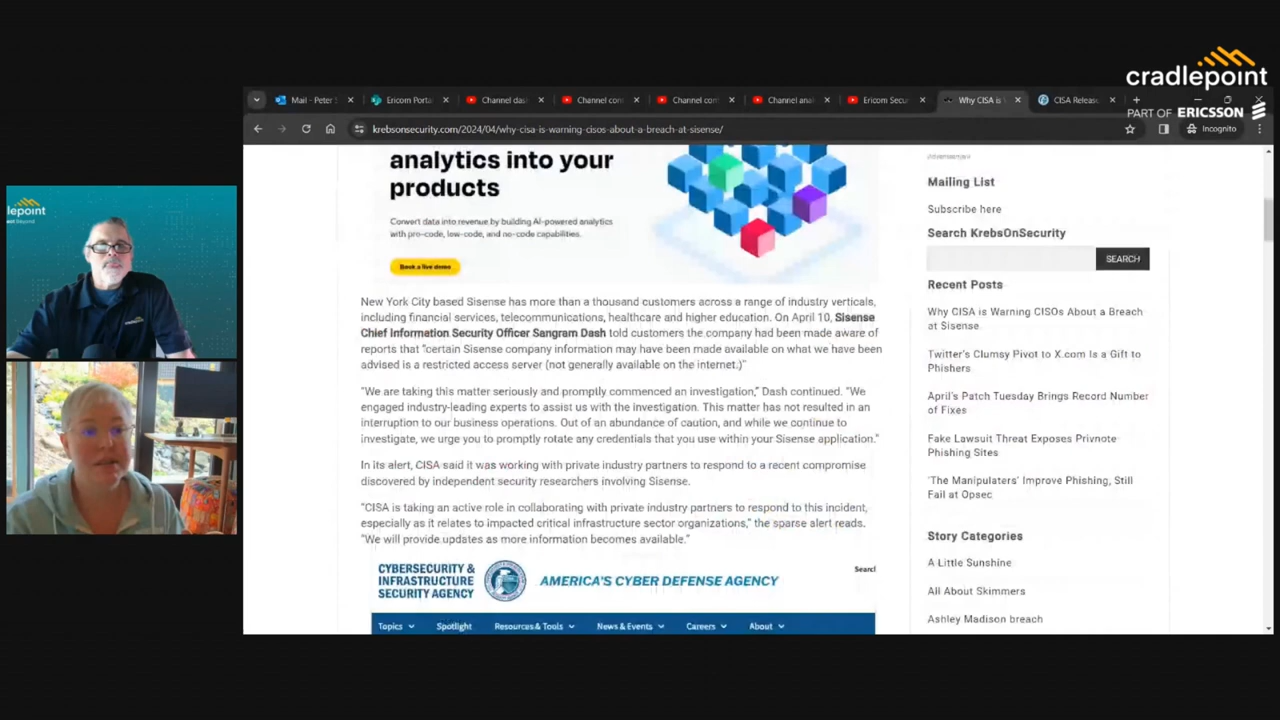 cradlepoint
PART OF ERICSSON
Mail - Peter
Ericom Porta
Channel das
Channel con
Channel con
Channel ana
Ericom Secu
Why CISA is
CISA Releas
krebsonsecurity.com/2024/04/why-cisa-is-warning-cisos-about-a-breach-at-sisense/
Incognito
lepoint
analytics into your
products
Convert data into revenue by building AI-powered analytics
with pro-code, low-code, and no-code capabilities.
Book a live demo
New York City based Sisense has more than a thousand customers across a range of industry verticals,
including financial services, telecommunications, healthcare and higher education. On April 10, Sisense
Chief Information Security Officer Sangram Dash told customers the company had been made aware of
reports that “certain Sisense company information may have been made available on what we have been
advised is a restricted access server (not generally available on the internet.)”
“We are taking this matter seriously and promptly commenced an investigation,” Dash continued. “We
engaged industry-leading experts to assist us with the investigation. This matter has not resulted in an
interruption to our business operations. Out of an abundance of caution, and while we continue to
investigate, we urge you to promptly rotate any credentials that you use within your Sisense application.”
In its alert, CISA said it was working with private industry partners to respond to a recent compromise
discovered by independent security researchers involving Sisense.
“CISA is taking an active role in collaborating with private industry partners to respond to this incident,
especially as it relates to impacted critical infrastructure sector organizations,” the sparse alert reads.
“We will provide updates as more information becomes available.”
CYBERSECURITY &
INFRASTRUCTURE
SECURITY AGENCY
AMERICA'S CYBER DEFENSE AGENCY
Search
Topics
Spotlight
Resources & Tools
News & Events
Careers
About
Advertisement
Mailing List
Subscribe here
Search KrebsOnSecurity
SEARCH
Recent Posts
Why CISA is Warning CISOs About a Breach
at Sisense
Twitter's Clumsy Pivot to X.com Is a Gift to
Phishers
April's Patch Tuesday Brings Record Number
of Fixes
Fake Lawsuit Threat Exposes Privnote
Phishing Sites
'The Manipulaters' Improve Phishing, Still
Fail at Opsec
Story Categories
A Little Sunshine
All About Skimmers
Ashley Madison breach